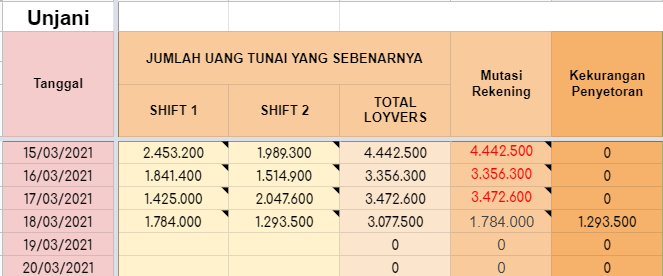 Unjani
Tanggal JUMLAH UANG TUNAI YANG SEBENARNYA Mutasi Rekening Kekurangan Penyetoran
SHIFT 1 SHIFT 2 TOTAL LOYVERS
15/03/2021 2.453.200 1.989.300 4.442.500 4.442.500 0
16/03/2021 1.841.400 1.514.900 3.356.300 3.356.300 0
17/03/2021 1.425.000 2.047.600 3.472.600 3.472.600 0
18/03/2021 1.784.000 1.293.500 3.077.500 1.784.000 1.293.500
19/03/2021 0 0 0
20/03/2021 0 0 0